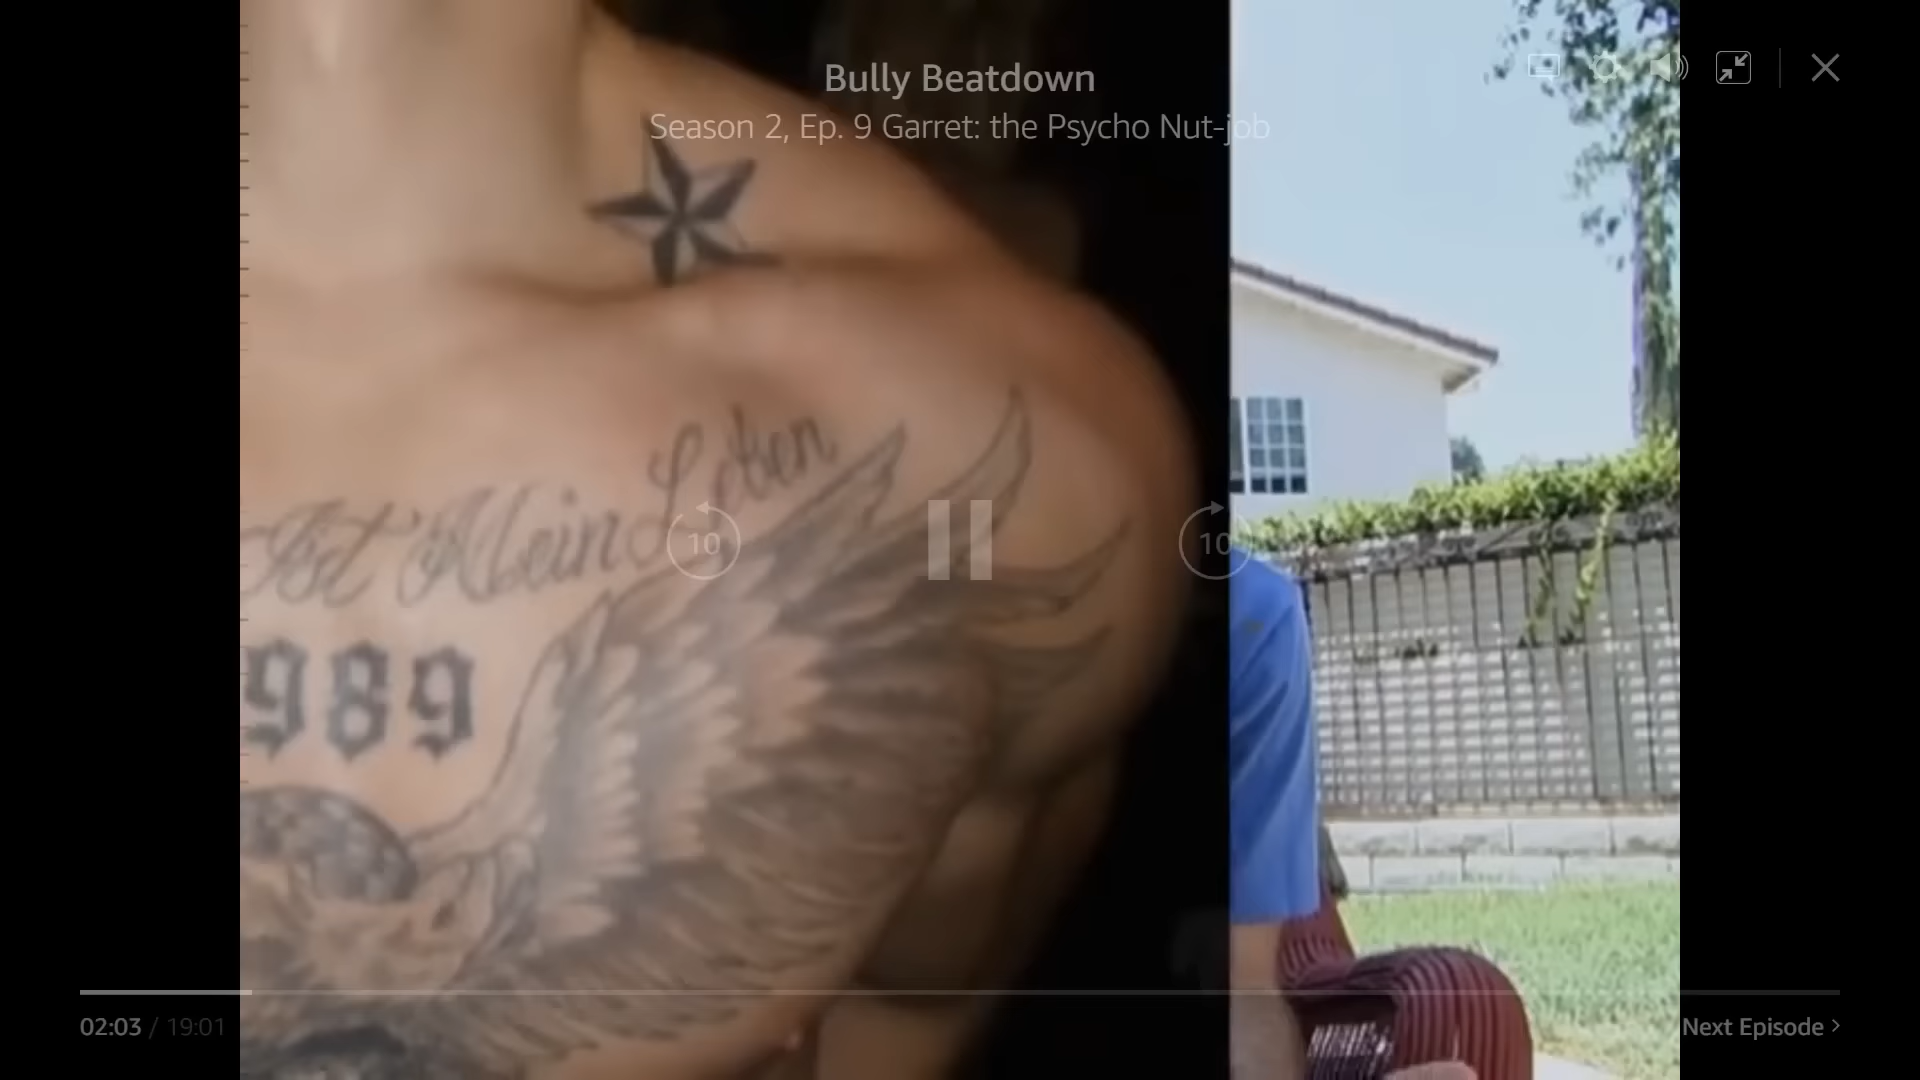 Bully Beatdown
Season 2, Ep. 9 Garret: the Psycho Nut-job
Ist Mein Leben
10
10
989
02:03 / 19:01
Next Episode